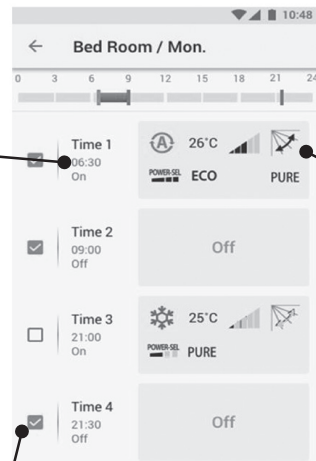 10:48
Bed Room / Mon.
0 3 6 9 12 15 18 21 24
Time 1
06:30
On
A 26°C
POWER-SEL ECO PURE
Time 2
09:00
Off
Off
Time 3
21:00
On
25°C
POWER-SEL PURE
Time 4
21:30
Off
Off